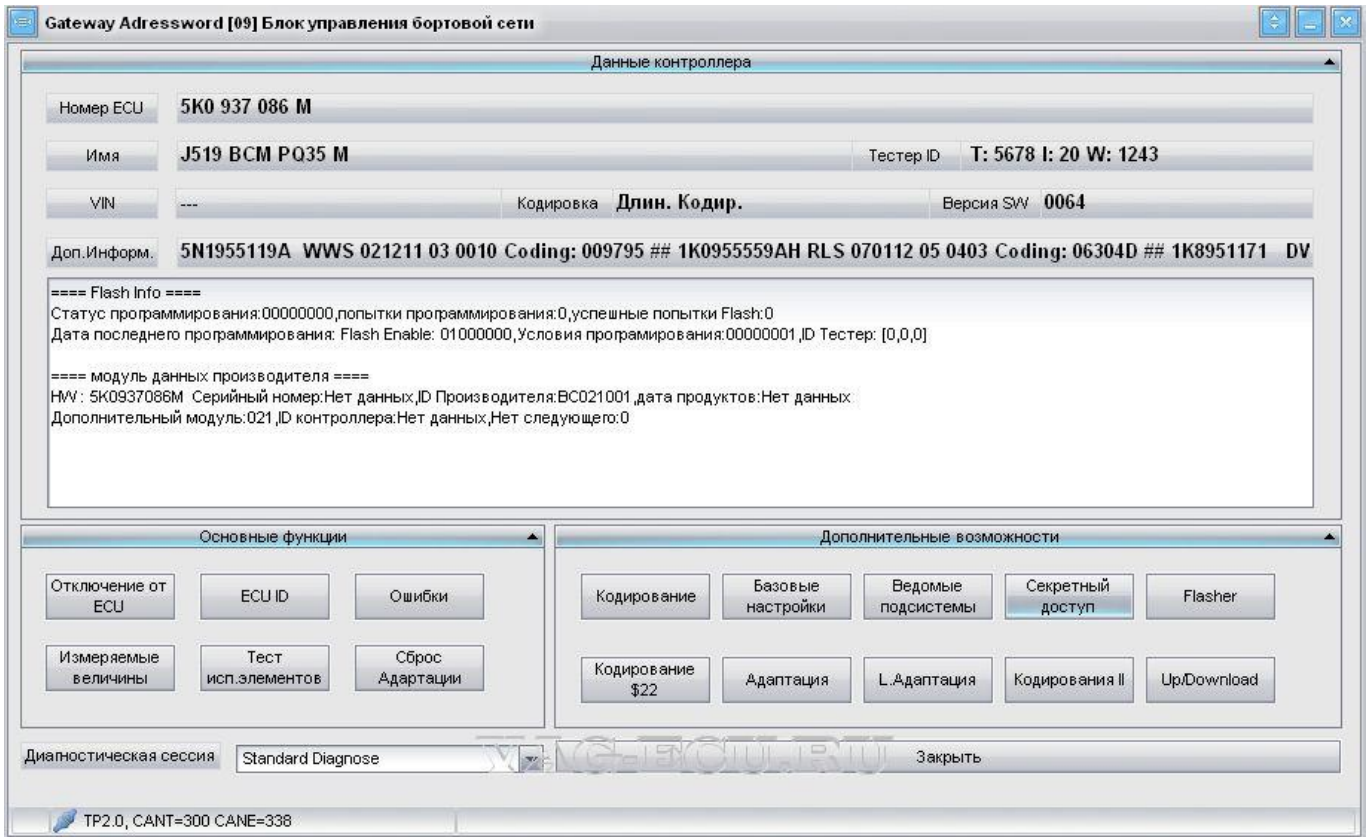 Gateway Adressword [09] Блок управления бортовой сети
Данные контроллера
Номер ECU 5K0 937 086 M
Имя J519 BCM PQ35 M Тестер ID T: 5678 I: 20 W: 1243
VIN --- Кодировка Длин. Кодир. Версия SW 0064
Доп.Информ. 5N1955119A WWS 021211 03 0010 Coding: 009795 ## 1K0955559AH RLS 070112 05 0403 Coding: 06304D ## 1K8951171 DV
==== Flash Info ====
Статус программирования:00000000,попытки программирования:0,успешные попытки Flash:0
Дата последнего программирования: Flash Enable: 01000000,Условия програмирования:00000001,ID Тестер: [0,0,0]
==== модуль данных производителя ====
HW: 5K0937086M Серийный номер:Нет данных,ID Производителя:BC021001,дата продуктов:Нет данных
Дополнительный модуль:021,ID контроллера:Нет данных,Нет следующего:0
Основные функции
Отключение от
ECU
ECU ID
Ошибки
Измеряемые
величины
Тест
исп.элементов
Сброс
Адартации
Дополнительные возможности
Кодирование
Базовые
настройки
Ведомые
подсистемы
Секретный
доступ
Flasher
Кодирование
$22
Адаптация
L.Адаптация
Кодирования II
Up/Download
Диагностическая сессия Standard Diagnose
VAG-ECU.RU
Закрыть
TP2.0, CANT=300 CANE=338